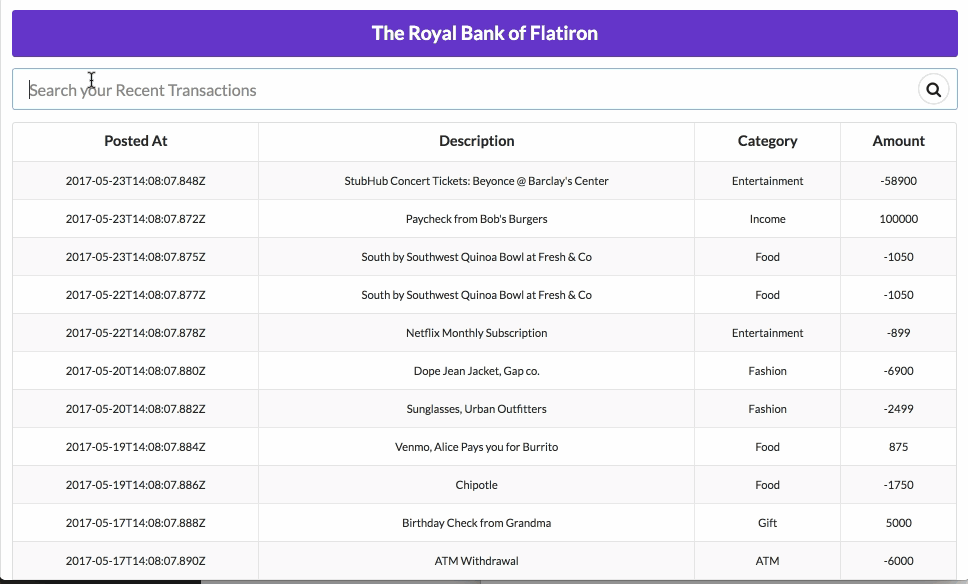 The Royal Bank of Flatiron
Search your Recent Transactions
Posted At Description Category Amount
2017-05-23T14:08:07.848Z StubHub Concert Tickets: Beyonce @ Barclay's Center Entertainment -58900
2017-05-23T14:08:07.872Z Paycheck from Bob's Burgers Income 100000
2017-05-23T14:08:07.875Z South by Southwest Quinoa Bowl at Fresh & Co Food -1050
2017-05-22T14:08:07.877Z South by Southwest Quinoa Bowl at Fresh & Co Food -1050
2017-05-22T14:08:07.878Z Netflix Monthly Subscription Entertainment -899
2017-05-20T14:08:07.880Z Dope Jean Jacket, Gap co. Fashion -6900
2017-05-20T14:08:07.882Z Sunglasses, Urban Outfitters Fashion -2499
2017-05-19T14:08:07.884Z Venmo, Alice Pays you for Burrito Food 875
2017-05-19T14:08:07.886Z Chipotle Food -1750
2017-05-17T14:08:07.888Z Birthday Check from Grandma Gift 5000
2017-05-17T14:08:07.890Z ATM Withdrawal ATM -6000